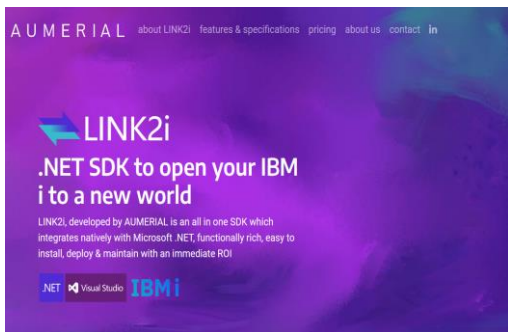 AUMERIAL about LINK2i features & specifications pricing about us contact in
LINK2i
.NET SDK to open your IBM
i to a new world
LINK2i, developed by AUMERIAL is an all in one SDK which
integrates natively with Microsoft .NET, functionally rich, easy to
install, deploy & maintain with an immediate ROI
.NET Visual Studio IBM i